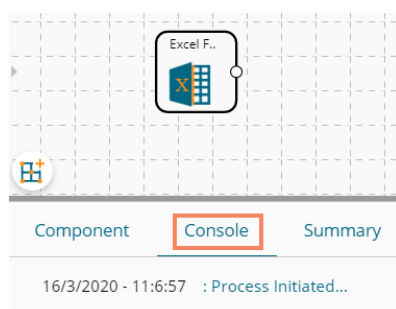 Excel F..
X
Component Console Summary
16/3/2020 - 11:6:57 : Process Initiated...